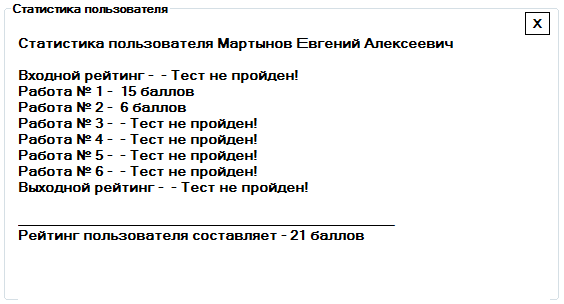 Статистика пользователя
X
Статистика пользователя Мартынов Евгений Алексеевич
Входной рейтинг - - Тест не пройден!
Работа № 1 - 15 баллов
Работа № 2 - 6 баллов
Работа № 3 - - Тест не пройден!
Работа № 4 - - Тест не пройден!
Работа № 5 - - Тест не пройден!
Работа № 6 - - Тест не пройден!
Выходной рейтинг - - Тест не пройден!
Рейтинг пользователя составляет - 21 баллов